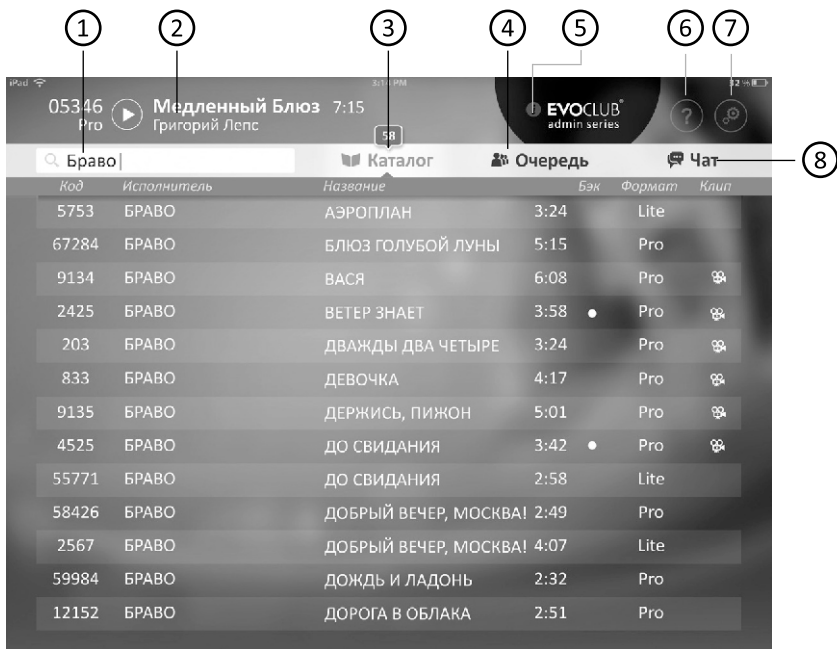 1 2 3 4 5 6 7
iPad 3:14 PM 32 %
05346 Медленный Блюз 7:15
Pro Григорий Лепс
EVOCLUB®
admin series
?
58
Браво Каталог Очередь Чат 8
Код Исполнитель Название Бэк Формат Клип
5753 БРАВО АЭРОПЛАН 3:24 Lite
67284 БРАВО БЛЮЗ ГОЛУБОЙ ЛУНЫ 5:15 Pro
9134 БРАВО ВАСЯ 6:08 Pro
2425 БРАВО ВЕТЕР ЗНАЕТ 3:58 Pro
203 БРАВО ДВАЖДЫ ДВА ЧЕТЫРЕ 3:24 Pro
833 БРАВО ДЕВОЧКА 4:17 Pro
9135 БРАВО ДЕРЖИСЬ, ПИЖОН 5:01 Pro
4525 БРАВО ДО СВИДАНИЯ 3:42 Pro
55771 БРАВО ДО СВИДАНИЯ 2:58 Lite
58426 БРАВО ДОБРЫЙ ВЕЧЕР, МОСКВА! 2:49 Pro
2567 БРАВО ДОБРЫЙ ВЕЧЕР, МОСКВА! 4:07 Lite
59984 БРАВО ДОЖДЬ И ЛАДОНЬ 2:32 Pro
12152 БРАВО ДОРОГА В ОБЛАКА 2:51 Pro